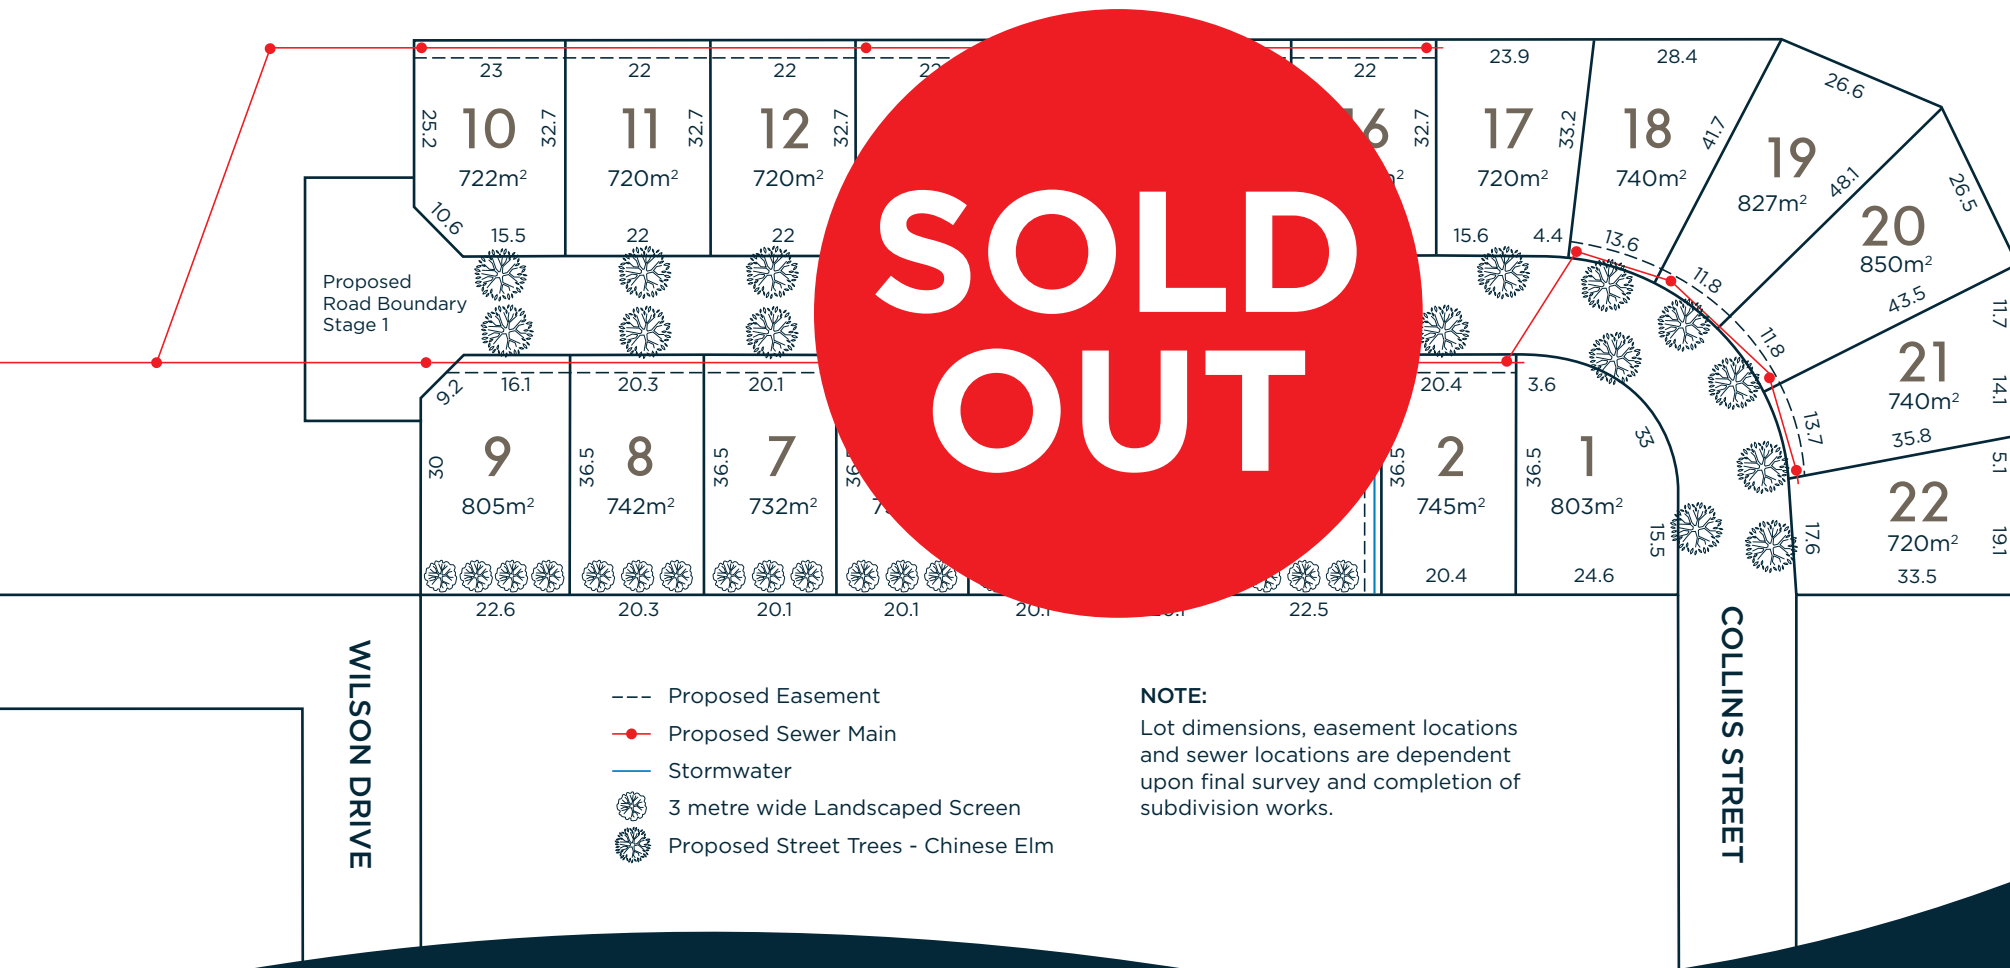 23 22 22 22 23.9 28.4 26.6
25.2 10 32.7 11 32.7 12 32.7 32.7 17 33.2 18 41.7 19 48.1 20 26.5
722m² 720m² 720m² 720m² 740m² 827m² 850m²
10.6 15.5 22 22 15.6 4.4 13.6 11.8 11.8 13.7 43.5 11.7
SOLD
OUT
Proposed
Road Boundary
Stage 1
9.2 16.1 20.3 20.1 20.4 3.6 33 21 14.1
740m²
35.8 5.1
30 9 36.5 8 36.5 7 36.5 2 36.5 1
805m² 742m² 732m² 745m² 803m²
22
720m²
15.5 17.6 19.1
20.4 24.6 33.5
22.6 20.3 20.1 20.1 20.1 22.5
WILSON DRIVE
COLLINS STREET
Proposed Easement
Proposed Sewer Main
Stormwater
3 metre wide Landscaped Screen
Proposed Street Trees - Chinese Elm
NOTE:
Lot dimensions, easement locations
and sewer locations are dependent
upon final survey and completion of
subdivision works.